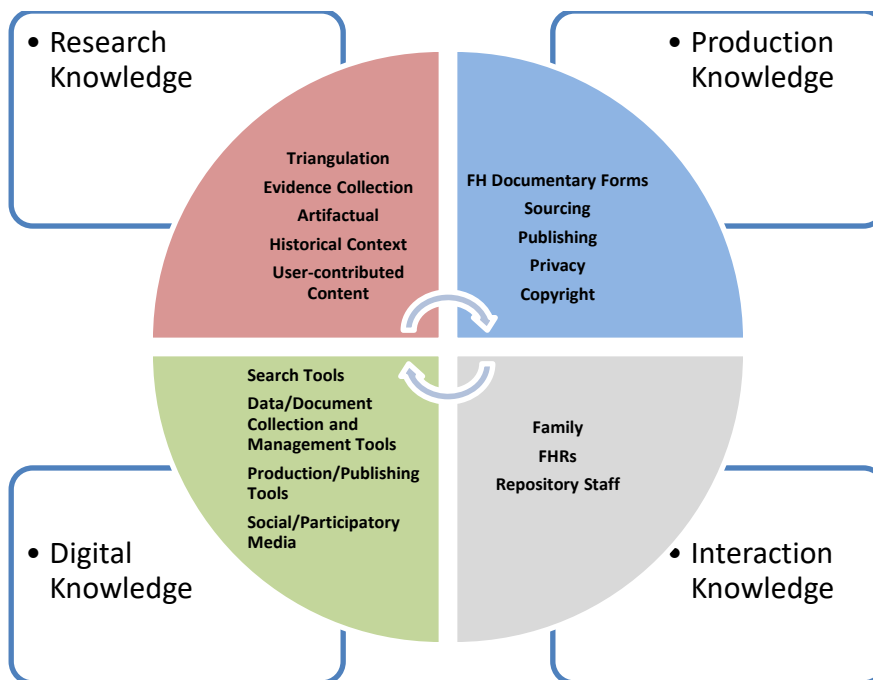 • Research
Knowledge
• Production
Knowledge
Triangulation
Evidence Collection
Artifactual
Historical Context
User-contributed
Content
FH Documentary Forms
Sourcing
Publishing
Privacy
Copyright
Search Tools
Data/Document
Collection and
Management Tools
Production/Publishing
Tools
Social/Participatory
Media
Family
FHRs
Repository Staff
• Digital
Knowledge
• Interaction
Knowledge